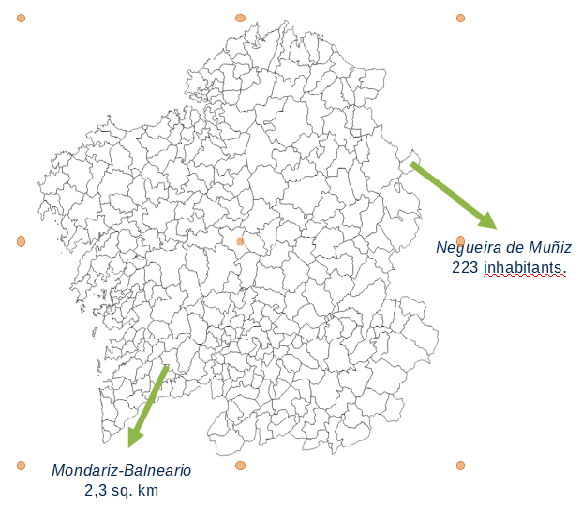 Negueira de Muñiz
223 inhabitants.
Mondariz-Balneario
2,3 sq. km